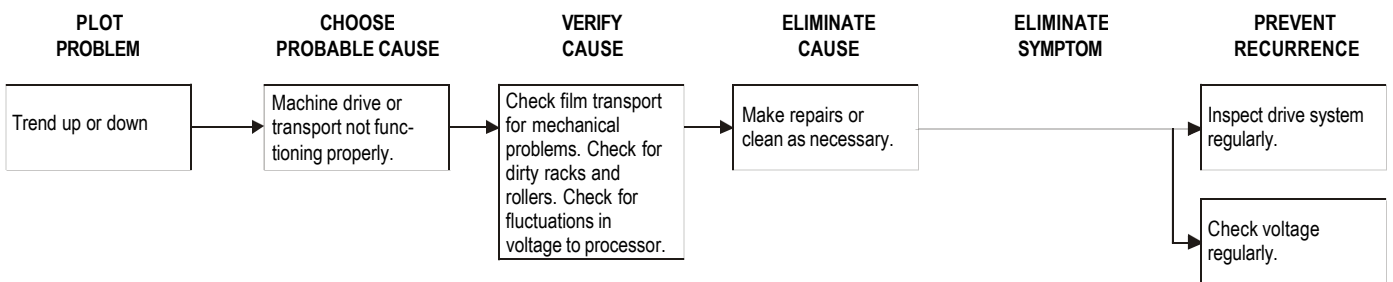 PLOT
PROBLEM
CHOOSE
PROBABLE CAUSE
VERIFY
CAUSE
ELIMINATE
CAUSE
ELIMINATE
SYMPTOM
PREVENT
RECURRENCE
Trend up or down
Machine drive or
transport not func-
tioning properly.
Check film transport
for mechanical
problems. Check for
dirty racks and
rollers. Check for
fluctuations in
voltage to processor.
Make repairs or
clean as necessary.
Inspect drive system
regularly.
Check voltage
regularly.